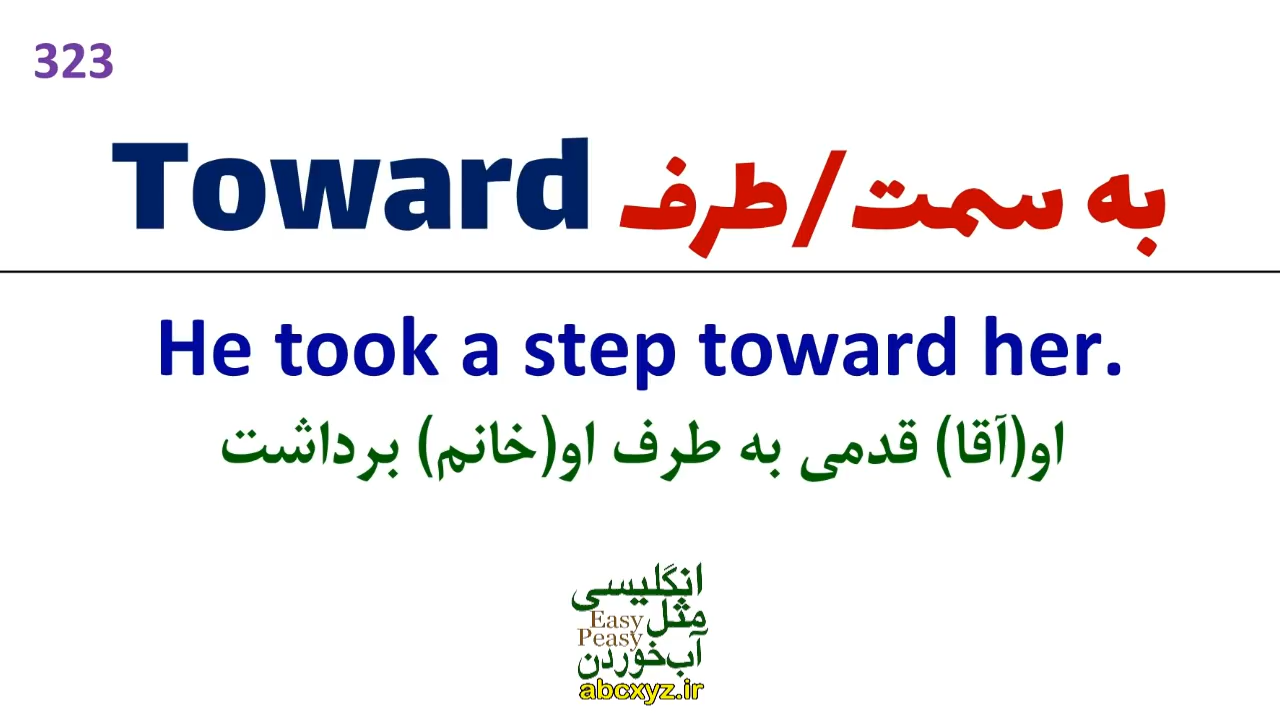 323
Toward به سمت/طرف
He took a step toward her.
او(آقا) قدمی به طرف او(خانم) برداشت
انگلیسی
مثل
Easy
Peasy
آب‌خوردن
abcxyz.ir